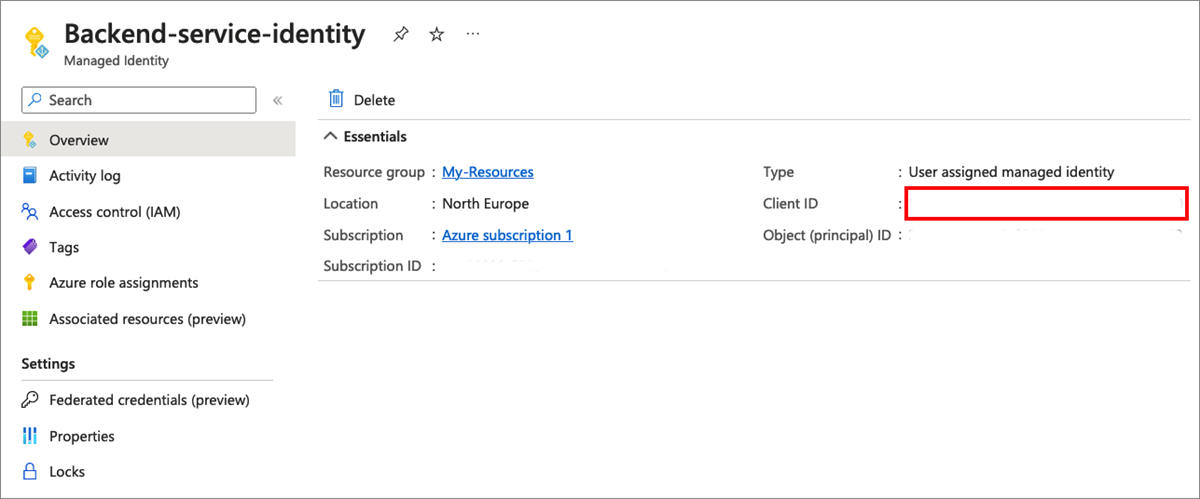 Backend-service-identity
Managed Identity
Search
Overview
Activity log
Access control (IAM)
Tags
Azure role assignments
Associated resources (preview)
Settings
Federated credentials (preview)
Properties
Locks
Delete
Essentials
Resource group : My-Resources
Location : North Europe
Subscription : Azure subscription 1
Subscription ID :
Type : User assigned managed identity
Client ID :
Object (principal) ID :